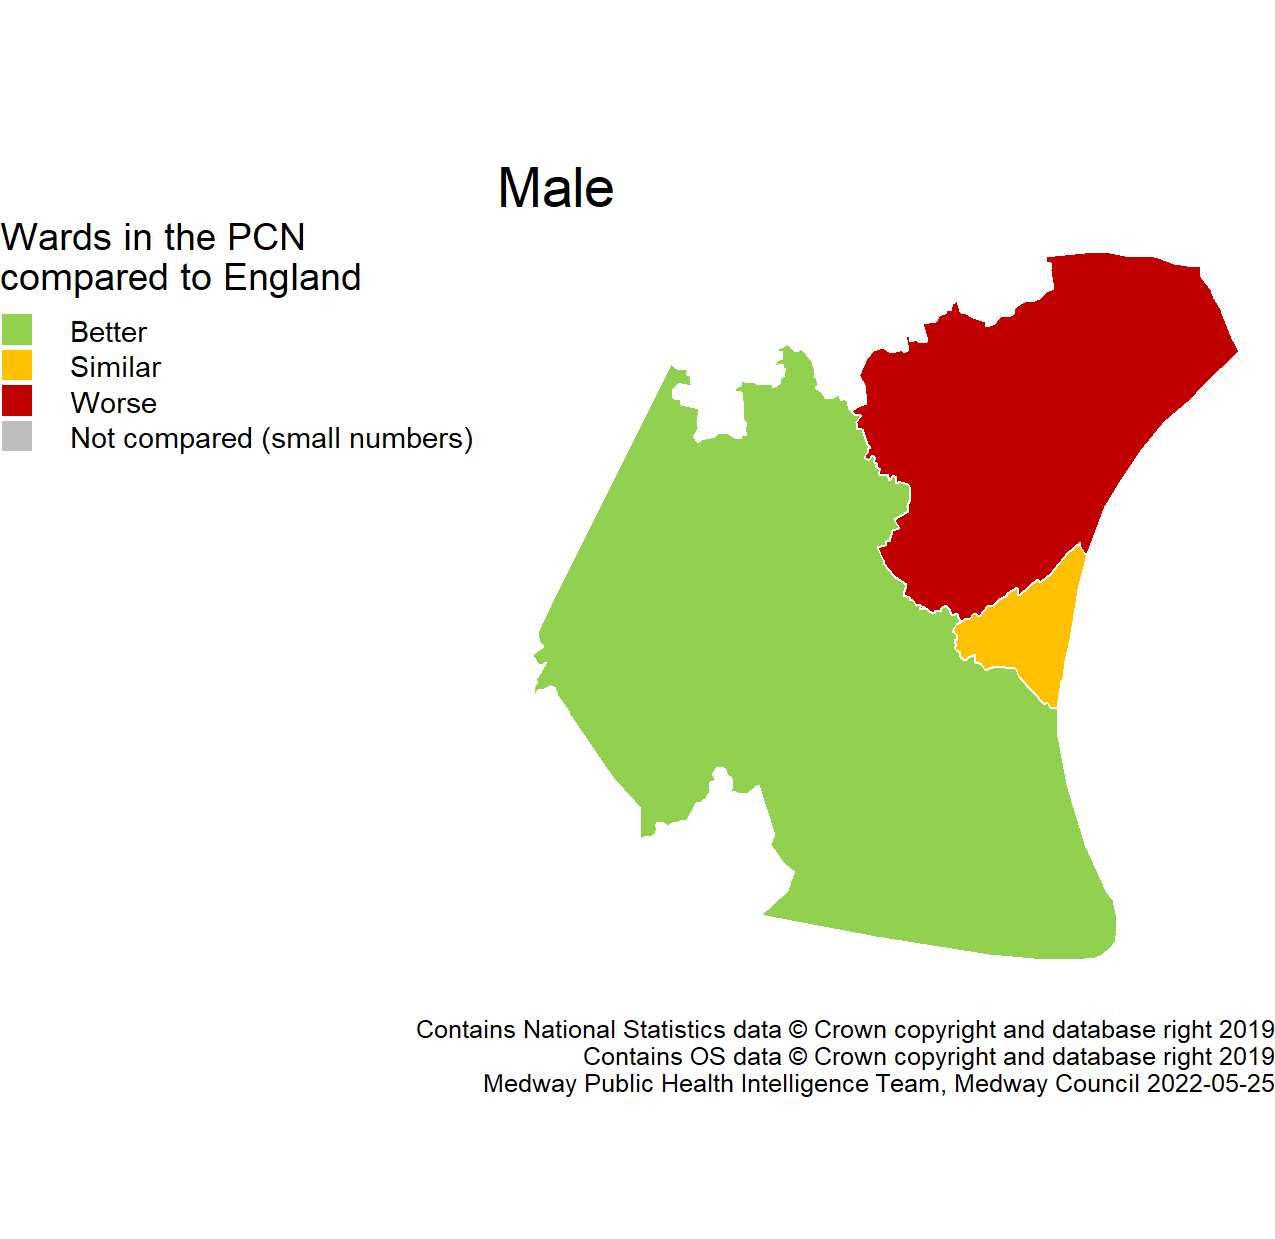 Male
Wards in the PCN
compared to England
Better
Similar
Worse
Not compared (small numbers)
Contains National Statistics data © Crown copyright and database right 2019
Contains OS data © Crown copyright and database right 2019
Medway Public Health Intelligence Team, Medway Council 2022-05-25